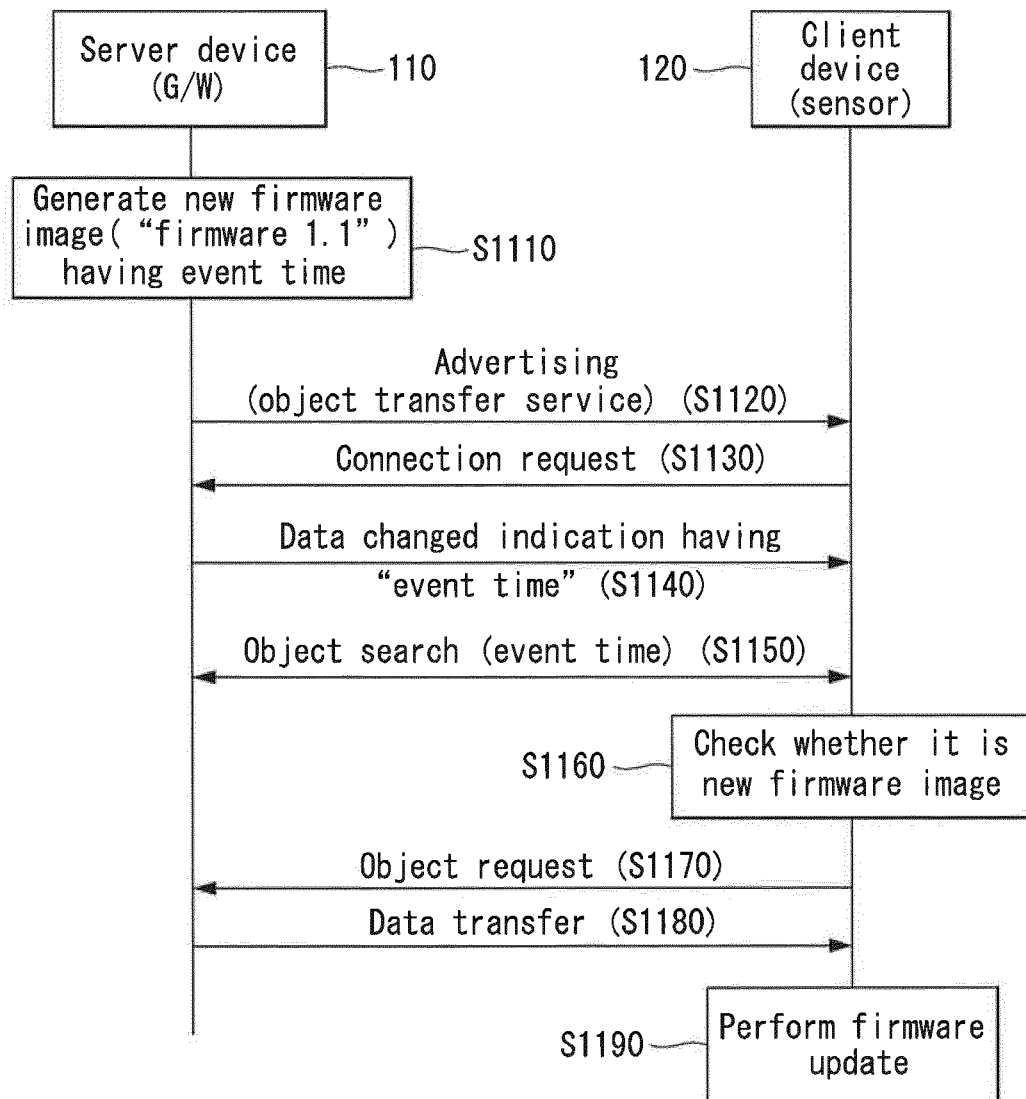 Server device
(G/W)
110
120
Client
device
(sensor)
Generate new firmware
image( “firmware 1.1” )
having event time
S1110
Advertising
(object transfer service) (S1120)
Connection request (S1130)
Data changed indication having
“event time” (S1140)
Object search (event time) (S1150)
S1160
Check whether it is
new firmware image
Object request (S1170)
Data transfer (S1180)
S1190
Perform firmware
update